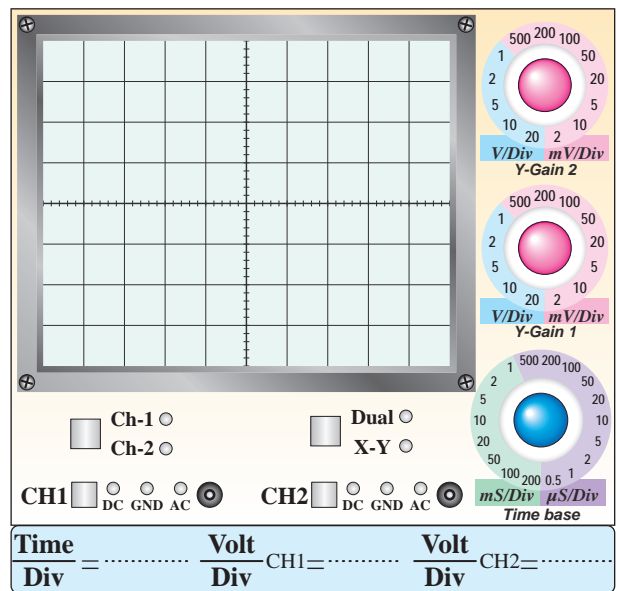 500 200 100
1 50
2 20
5 5
10 10
20 2
V/Div mV/Div
Y-Gain 2
500 200 100
1 50
2 20
5 5
10 10
20 2
V/Div mV/Div
Y-Gain 1
500 200 100
1 50
2 20
5 10
10 5
20 2
50 1
100 200 0.5
mS/Div µS/Div
Time base
Ch-1 Dual
Ch-2 X-Y
CH1 DC GND AC CH2 DC GND AC
Time/Div = ............ Volt/Div CH1=.......... Volt/Div CH2=..........